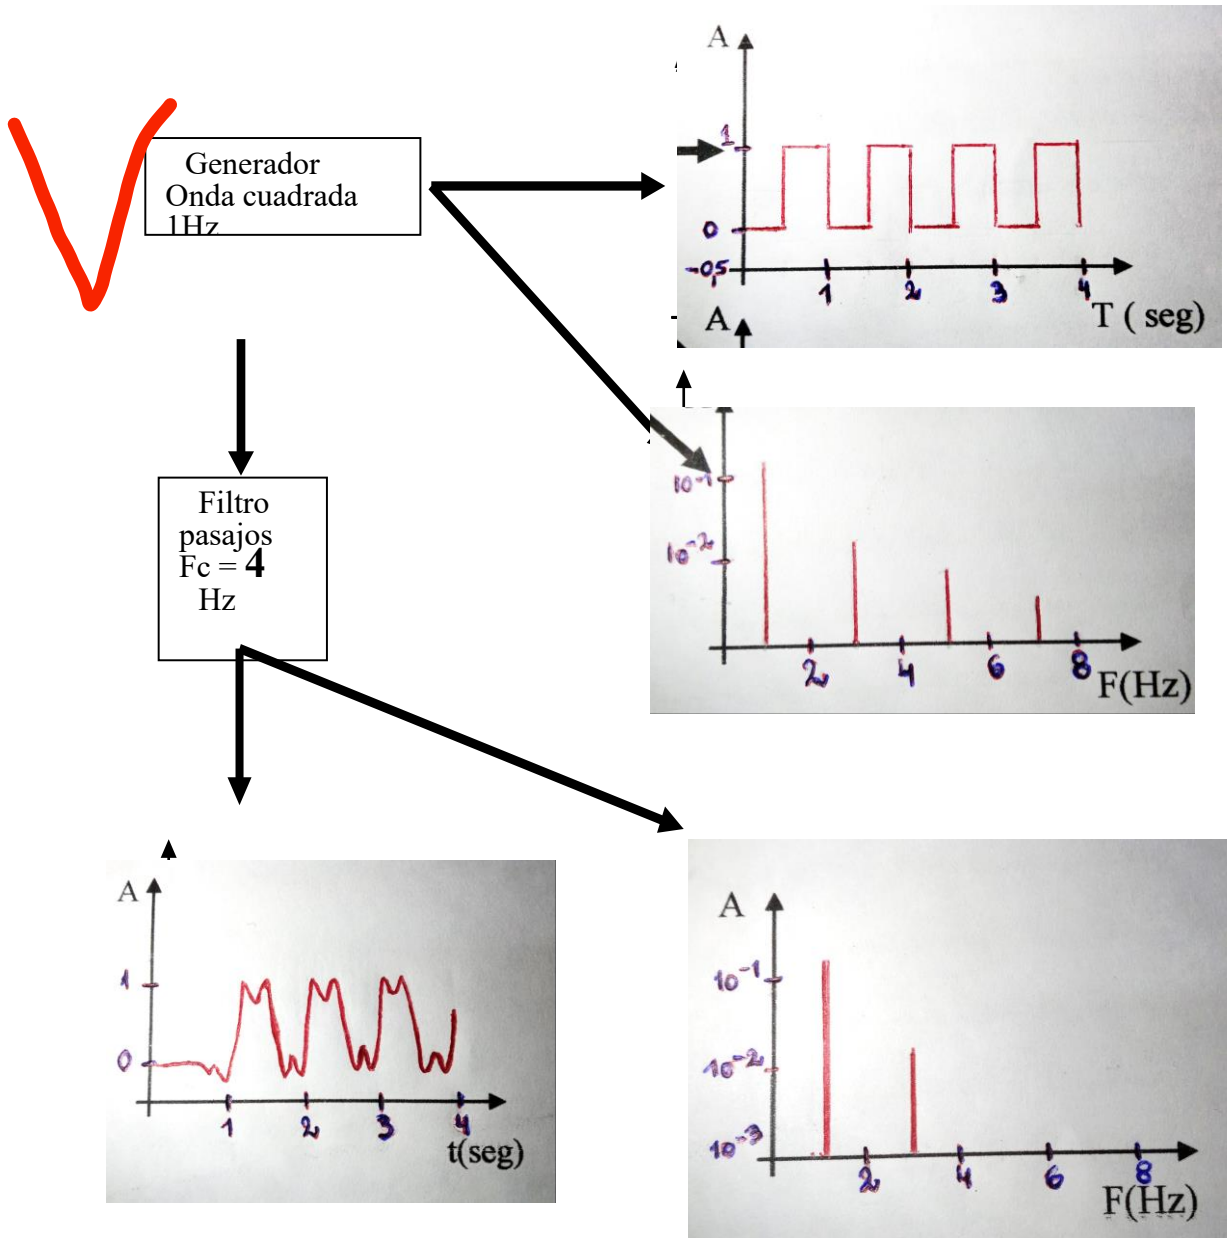 Generador
Onda cuadrada
1Hz
A
1
0
-0,5
1 2 3 4
T ( seg)
A
10-1
10-2
2 4 6 8
F(Hz)
Filtro
pasajos
Fc = 4
Hz
A
1
0
1 2 3 4
t(seg)
A
10-1
10-2
10-3
2 4 6 8
F(Hz)